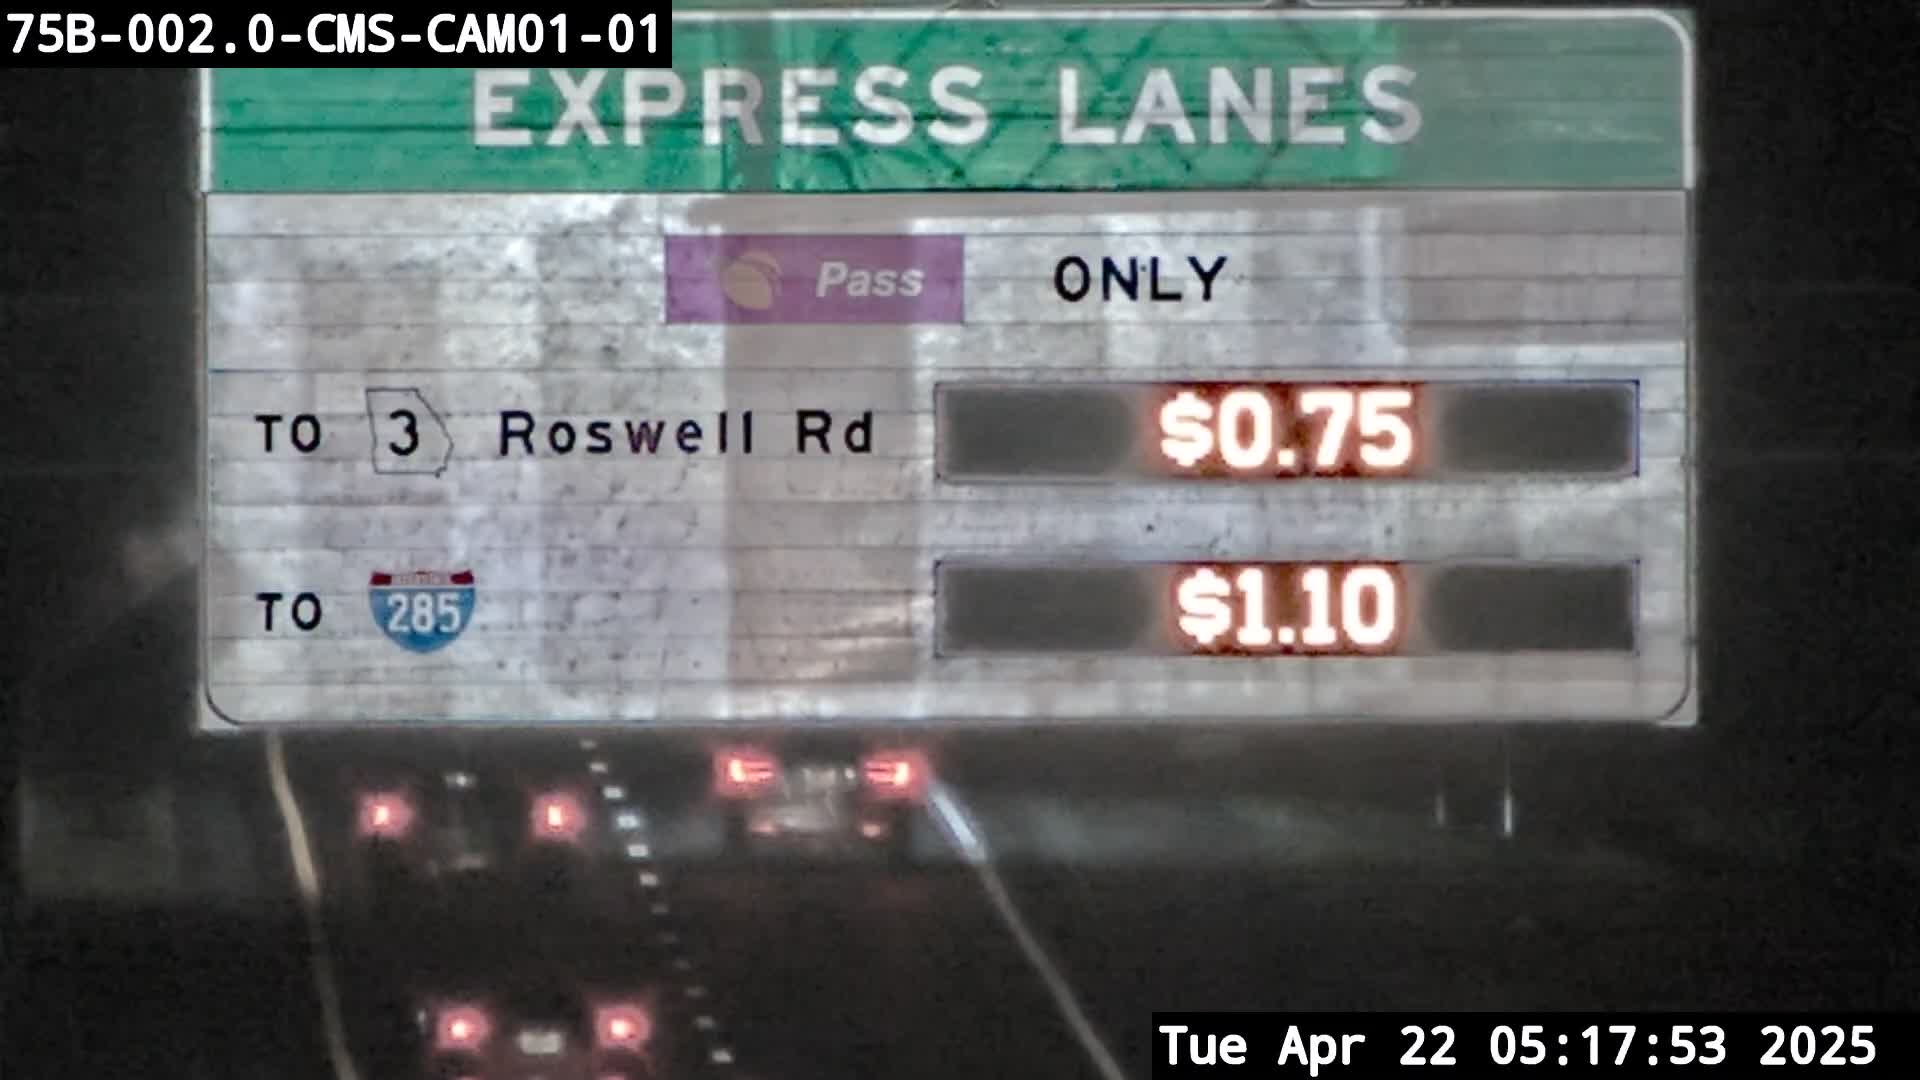 75B-002.0-CMS-CAM01-01
EXPRESS LANES
Pass ONLY
TO 3 Roswell Rd $0.75
TO 285 $1.10
Tue Apr 22 05:17:53 2025